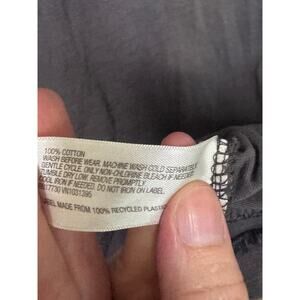 100% COTTON
WASH BEFORE WEAR. MACHINE WASH COLD SEPARATELY
GENTLE CYCLE. ONLY NON-CHLORINE BLEACH IF NEEDED.
TUMBLE DRY LOW. REMOVE PROMPTLY.
COOL IRON IF NEEDED. DO NOT IRON ON LABEL.
LABEL MADE FROM 100% RECYCLED PLASTIC